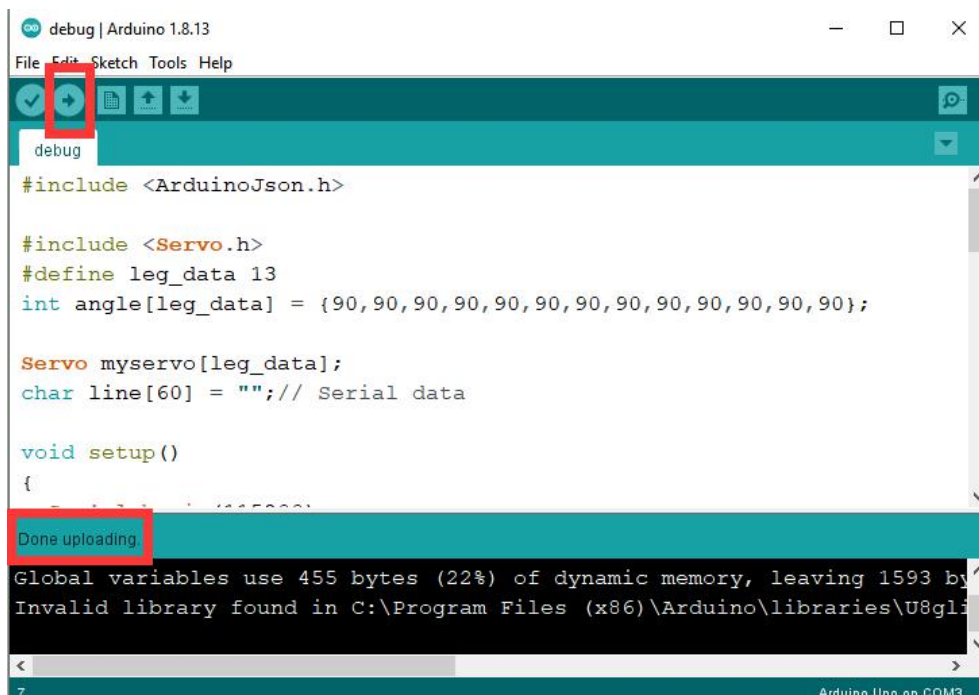 debug | Arduino 1.8.13
File Edit Sketch Tools Help
debug
#include <ArduinoJson.h>
#include <Servo.h>
#define leg_data 13
int angle[leg_data] = {90,90,90,90,90,90,90,90,90,90,90,90,90};
Servo myservo[leg_data];
char line[60] = "";// Serial data
void setup()
{
Done uploading.
Global variables use 455 bytes (22%) of dynamic memory, leaving 1593 by
Invalid library found in C:\Program Files (x86)\Arduino\libraries\U8gli
7
Arduino Uno on COM3